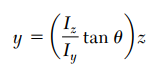 y = (I_z / I_y tan θ) z